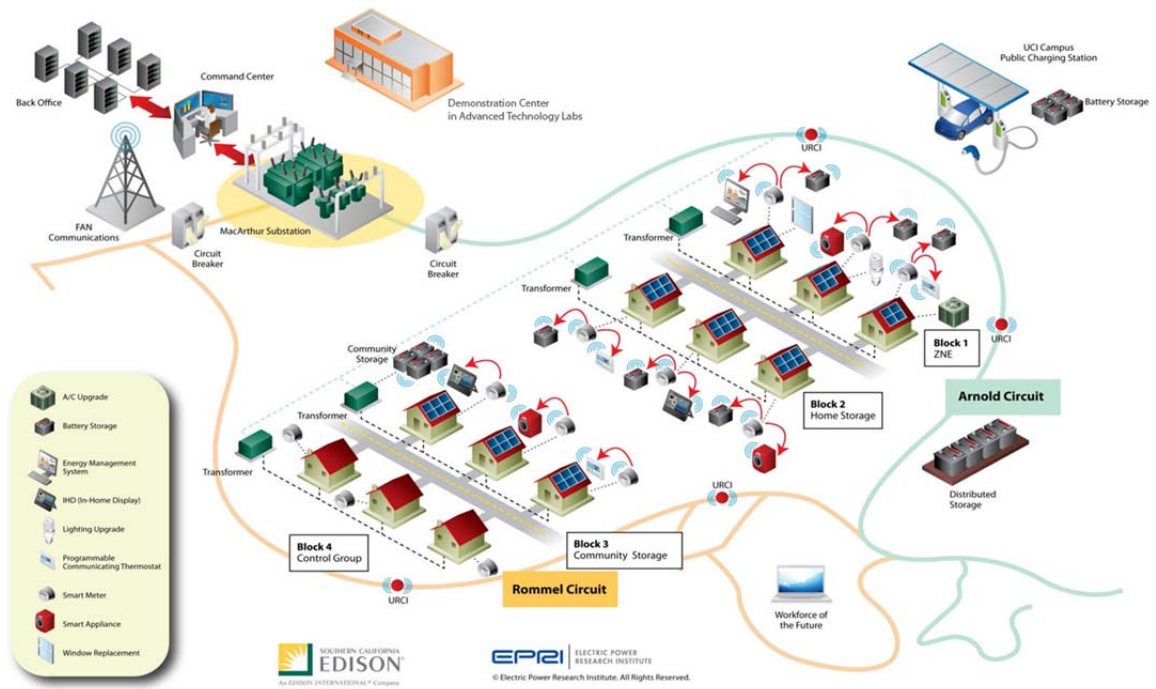 Back Office
Command Center
Demonstration Center
in Advanced Technology Labs
UCI Campus
Public Charging Station
Battery Storage
FAN
Communications
Circuit
Breaker
MacArthur Substation
Circuit
Breaker
URCI
Transformer
Transformer
Block 1
ZNE
URCI
Block 2
Home Storage
Arnold Circuit
Community
Storage
Transformer
Transformer
Distributed
Storage
URCI
Block 3
Community Storage
Block 4
Control Group
URCI
Rommel Circuit
Workforce of
the Future
A/C Upgrade
Battery Storage
Energy Management
System
IHD (In-Home Display)
Lighting Upgrade
Programmable
Communicating Thermostat
Smart Meter
Smart Appliance
Window Replacement
SOUTHERN CALIFORNIA
EDISON®
An EDISON INTERNATIONAL® Company
EPRI
ELECTRIC POWER
RESEARCH INSTITUTE
© Electric Power Research Institute. All Rights Reserved.